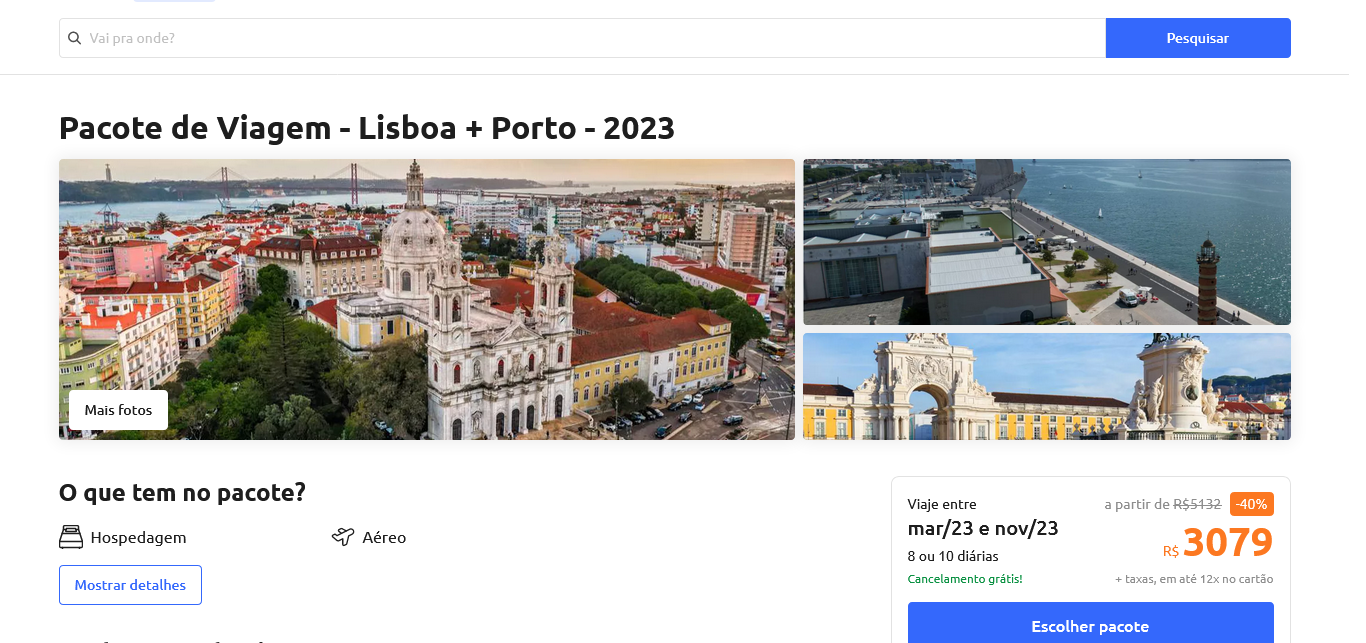 Vai pra onde?
Pesquisar
Pacote de Viagem - Lisboa + Porto - 2023
Mais fotos
O que tem no pacote?
Hospedagem
Aéreo
Mostrar detalhes
Viaje entre
mar/23 e nov/23
8 ou 10 diárias
Cancelamento grátis!
a partir de R$5132 -40%
R$ 3079
+ taxas, em até 12x no cartão
Escolher pacote